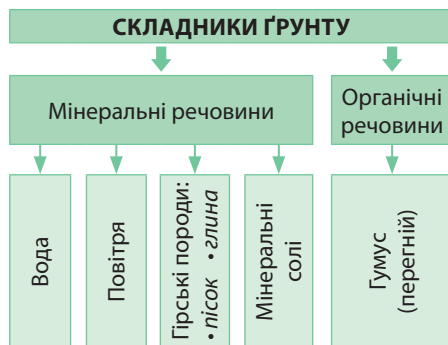 СКЛАДНИКИ ҐРУНТУ
Мінеральні речовини
Органічні
речовини
Вода
Повітря
Гірські породи:
• пісок • глина
Мінеральні
солі
Гумус
(перегній)